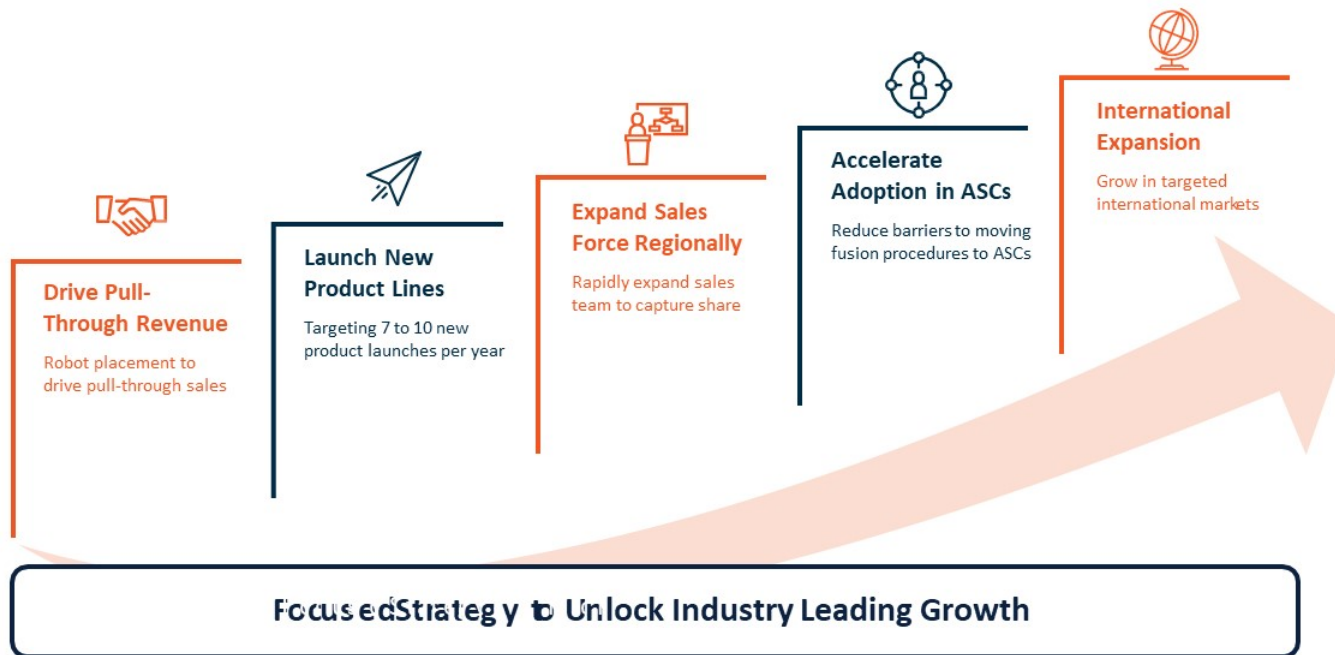 Drive Pull-
Through Revenue
Robot placement to
drive pull-through sales
Launch New
Product Lines
Targeting 7 to 10 new
product launches per year
Expand Sales
Force Regionally
Rapidly expand sales
team to capture share
Accelerate
Adoption in ASCs
Reduce barriers to moving
fusion procedures to ASCs
International
Expansion
Grow in targeted
international markets
Focused Strategy to Unlock Industry Leading Growth